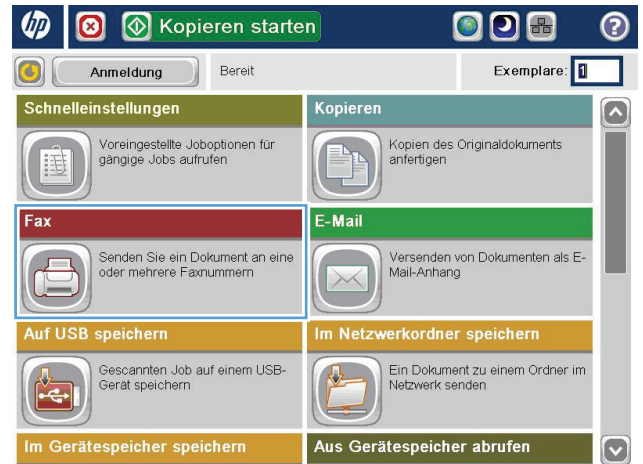 hp
Kopieren starten
?
Anmeldung
Bereit
Exemplare: 1
Schnelleinstellungen
Voreingestellte Joboptionen für
gängige Jobs aufrufen
Kopieren
Kopien des Originaldokuments
anfertigen
Fax
Senden Sie ein Dokument an eine
oder mehrere Faxnummern
E-Mail
Versenden von Dokumenten als E-
Mail-Anhang
Auf USB speichern
Gescannten Job auf einem USB-
Gerät speichern
Im Netzwerkordner speichern
Ein Dokument zu einem Ordner im
Netzwerk senden
Im Gerätespeicher speichern
Aus Gerätespeicher abrufen